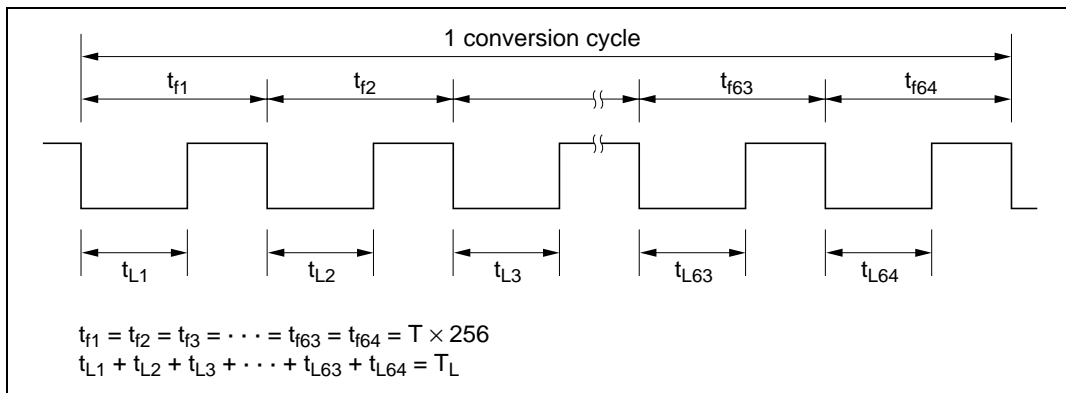 1 conversion cycle
tf1 tf2 tf63 tf64
tL1 tL2 tL3 tL63 tL64
tf1 = tf2 = tf3 = · · · = tf63 = tf64 = T × 256
tL1 + tL2 + tL3 + · · · + tL63 + tL64 = TL